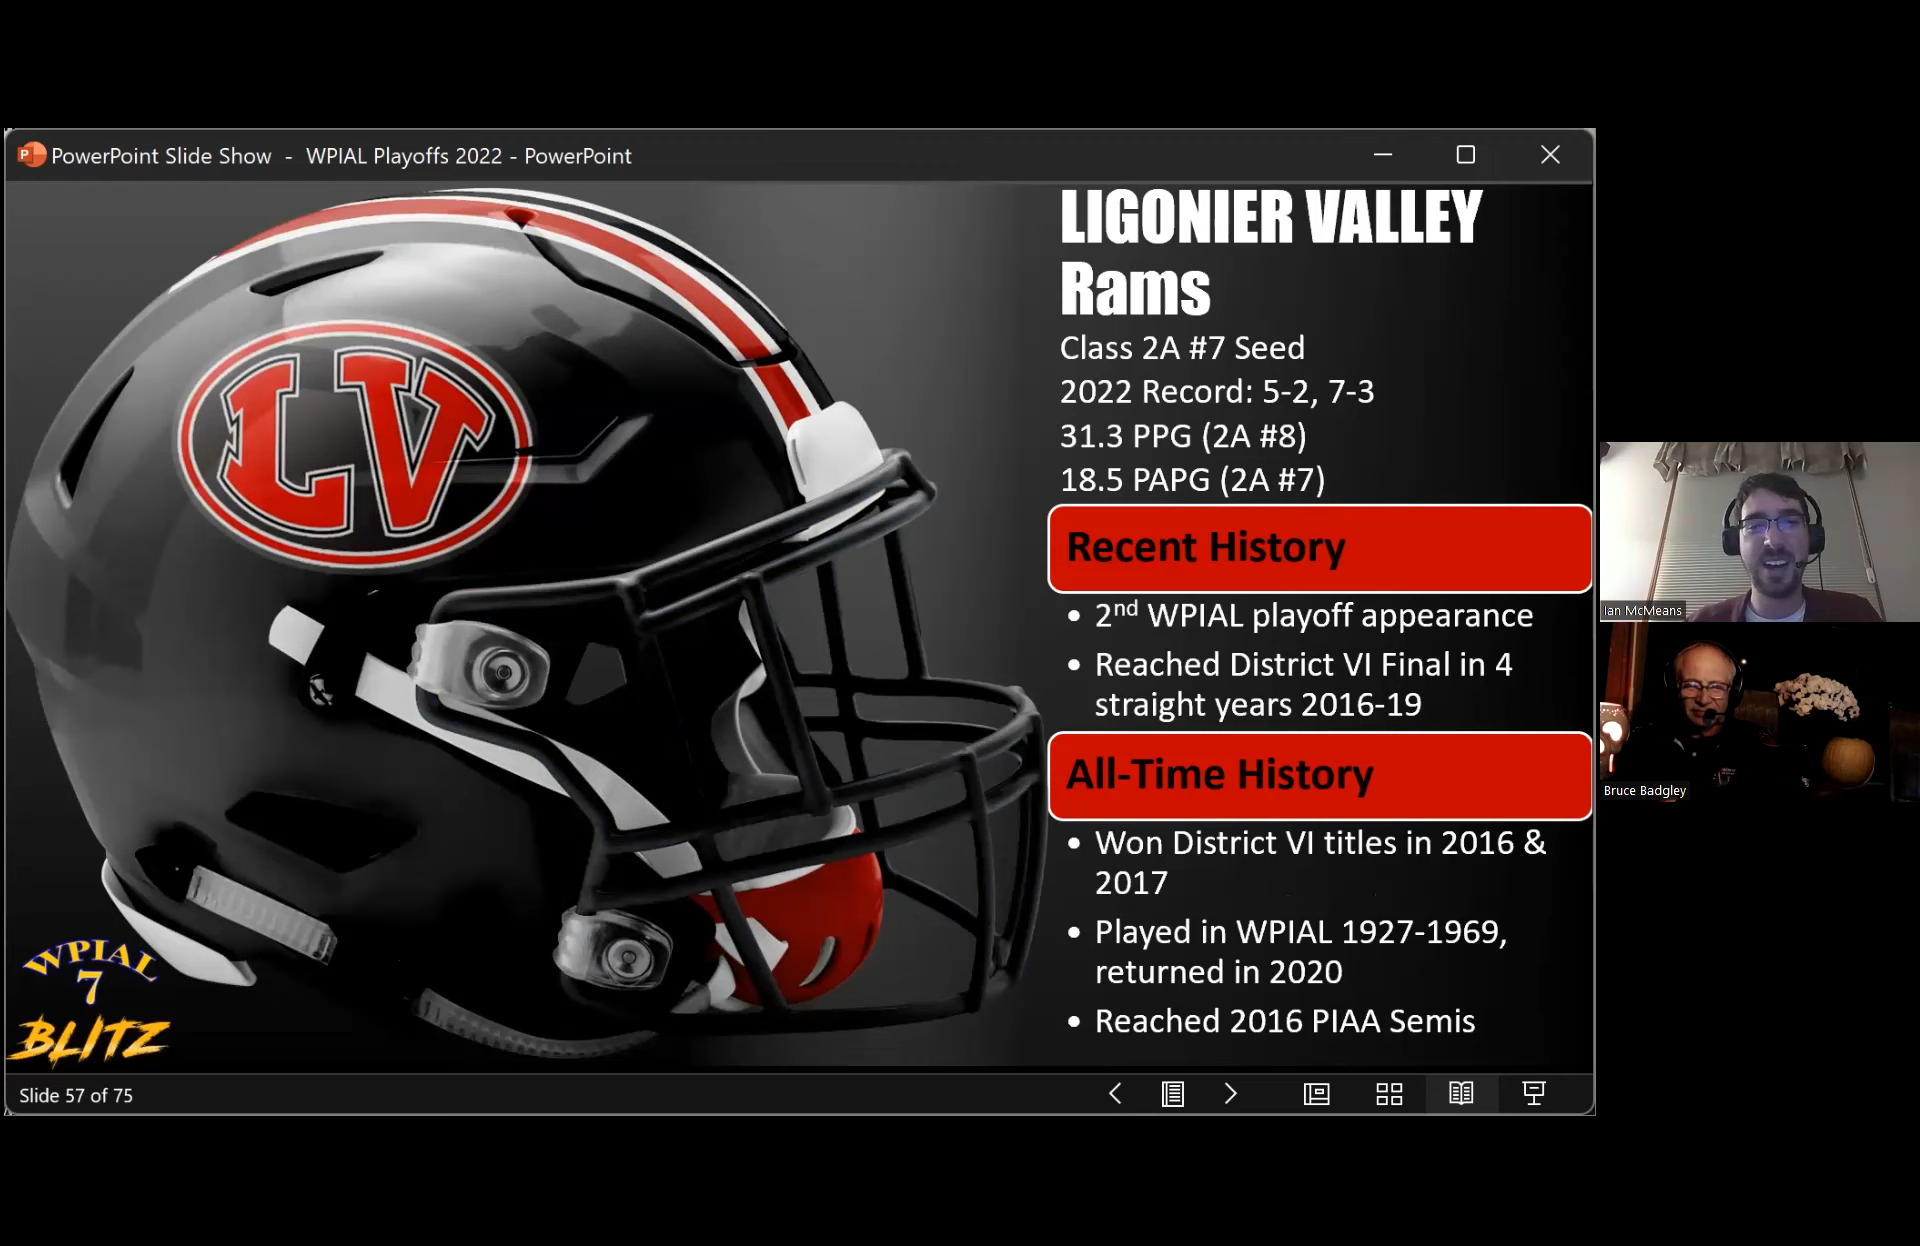 PowerPoint Slide Show - WPIAL Playoffs 2022 - PowerPoint
LIGONIER VALLEY
Rams
Class 2A #7 Seed
2022 Record: 5-2, 7-3
31.3 PPG (2A #8)
18.5 PAPG (2A #7)
Recent History
• 2nd WPIAL playoff appearance
• Reached District VI Final in 4
straight years 2016-19
All-Time History
• Won District VI titles in 2016 &
2017
• Played in WPIAL 1927-1969,
returned in 2020
• Reached 2016 PIAA Semis
LV
WPIAL
7
BLITZ
Slide 57 of 75
Ian McMeans
Bruce Badgley